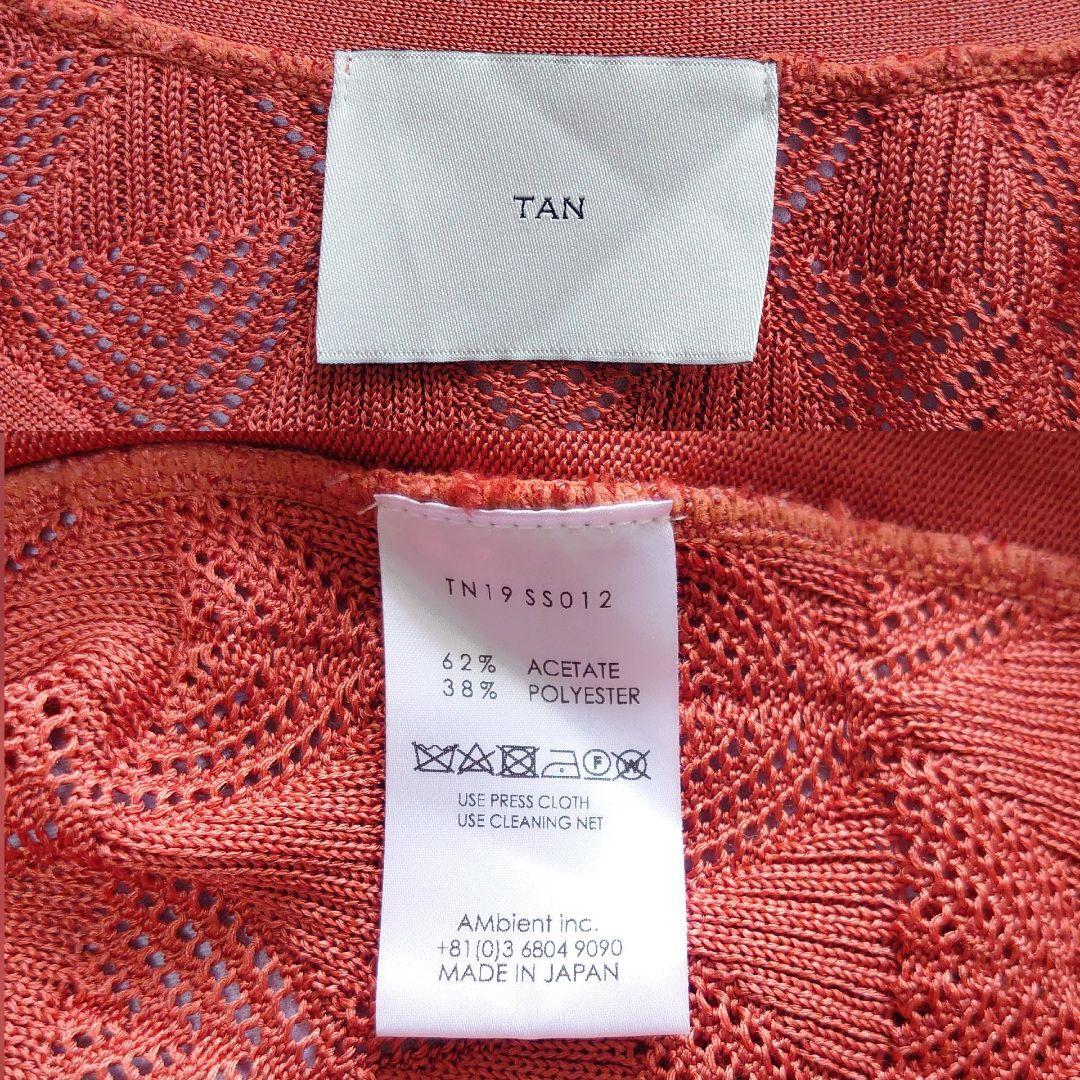 TAN
TN19SS012
62% ACETATE
38% POLYESTER
F W
USE PRESS CLOTH
USE CLEANING NET
AMbient inc.
+81(0)3 6804 9090
MADE IN JAPAN